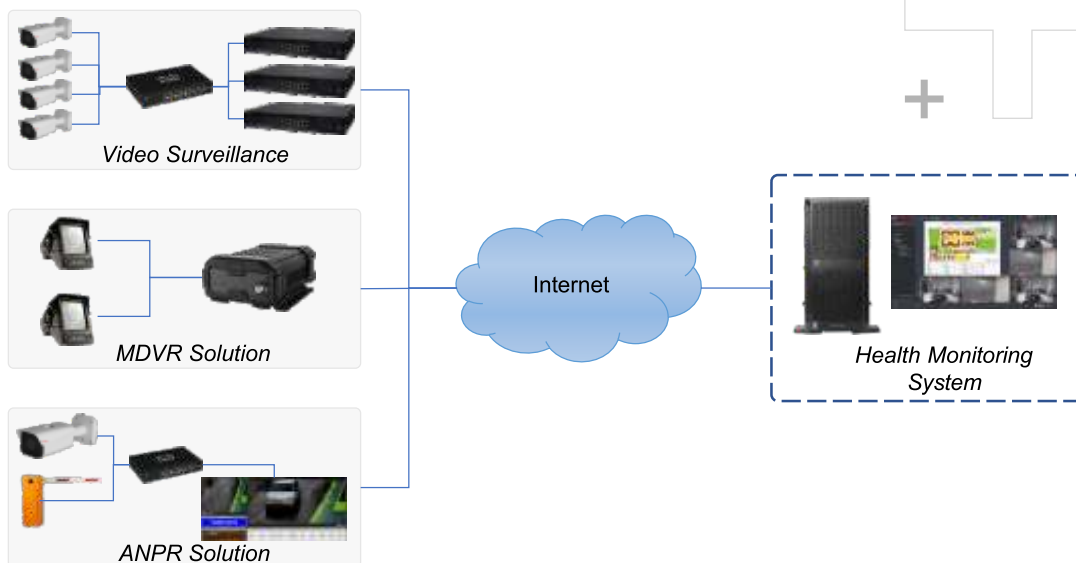 Video Surveillance
MDVR Solution
Internet
Health Monitoring
System
ANPR Solution